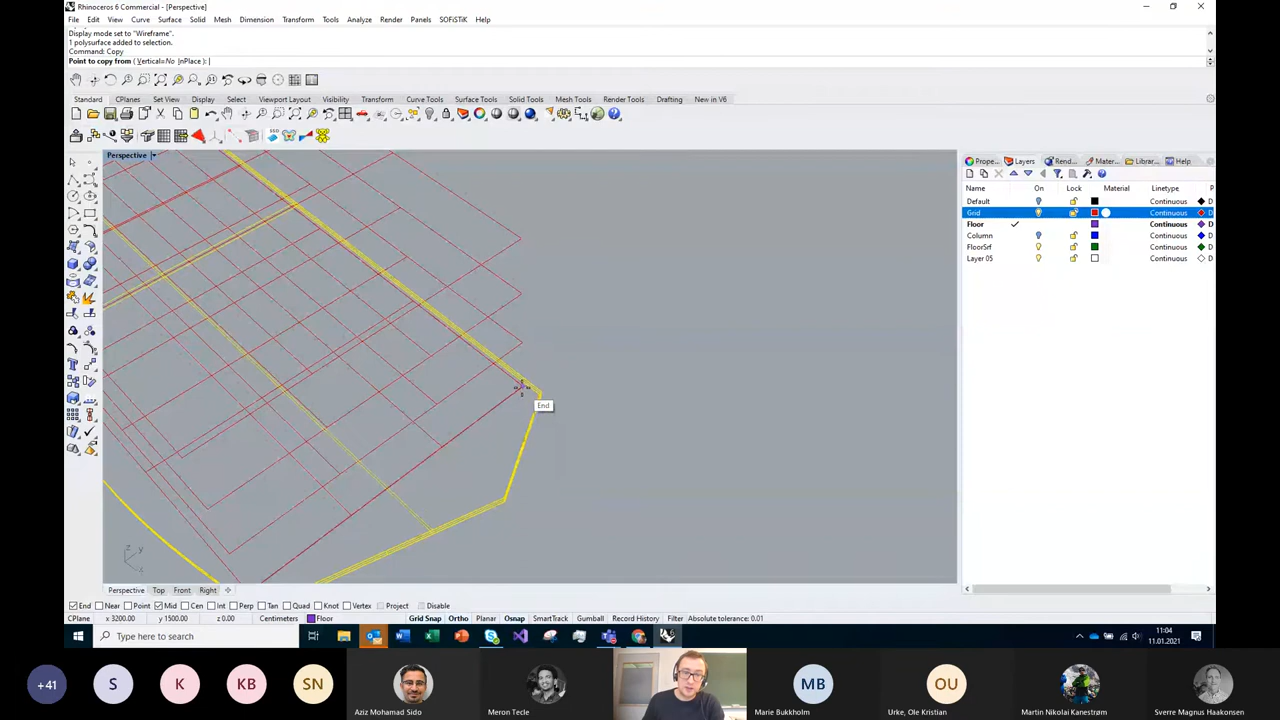 Rhinoceros 6 Commercial - [Perspective]
File Edit View Curve Surface Solid Mesh Dimension Transform Tools Analyze Render Panels SOFiSTiK Help
Display mode set to "Wireframe".
1 polysurface added to selection.
Command: Copy
Point to copy from ( Vertical=No InPlace ):
Standard CPlanes Set View Display Select Viewport Layout Visibility Transform Curve Tools Surface Tools Solid Tools Mesh Tools Render Tools Drafting New in V6
Perspective
Prope... Layers Rend... Mater... Librar... Help
Name On Lock Material Linetype P
Default Continuous D
Grid Continuous D
Floor Continuous D
Column Continuous D
FloorSrf Continuous D
Layer 05 Continuous D
End
z y
x
Perspective Top Front Right
End Near Point Mid Cen Int Perp Tan Quad Knot Vertex Project Disable
CPlane x 3200.00 y 1500.00 z 0.00 Centimeters Floor Grid Snap Ortho Planar Osnap SmartTrack Gumball Record History Filter Absolute tolerance: 0.01
Type here to search
11:04
11.01.2021
+41 S K KB SN MB OU
Aziz Mohamad Sido Meron Tecle Marie Bukkholm Urke, Ole Kristian Martin Nikolai Kanestrøm Sverre Magnus Haakonsen